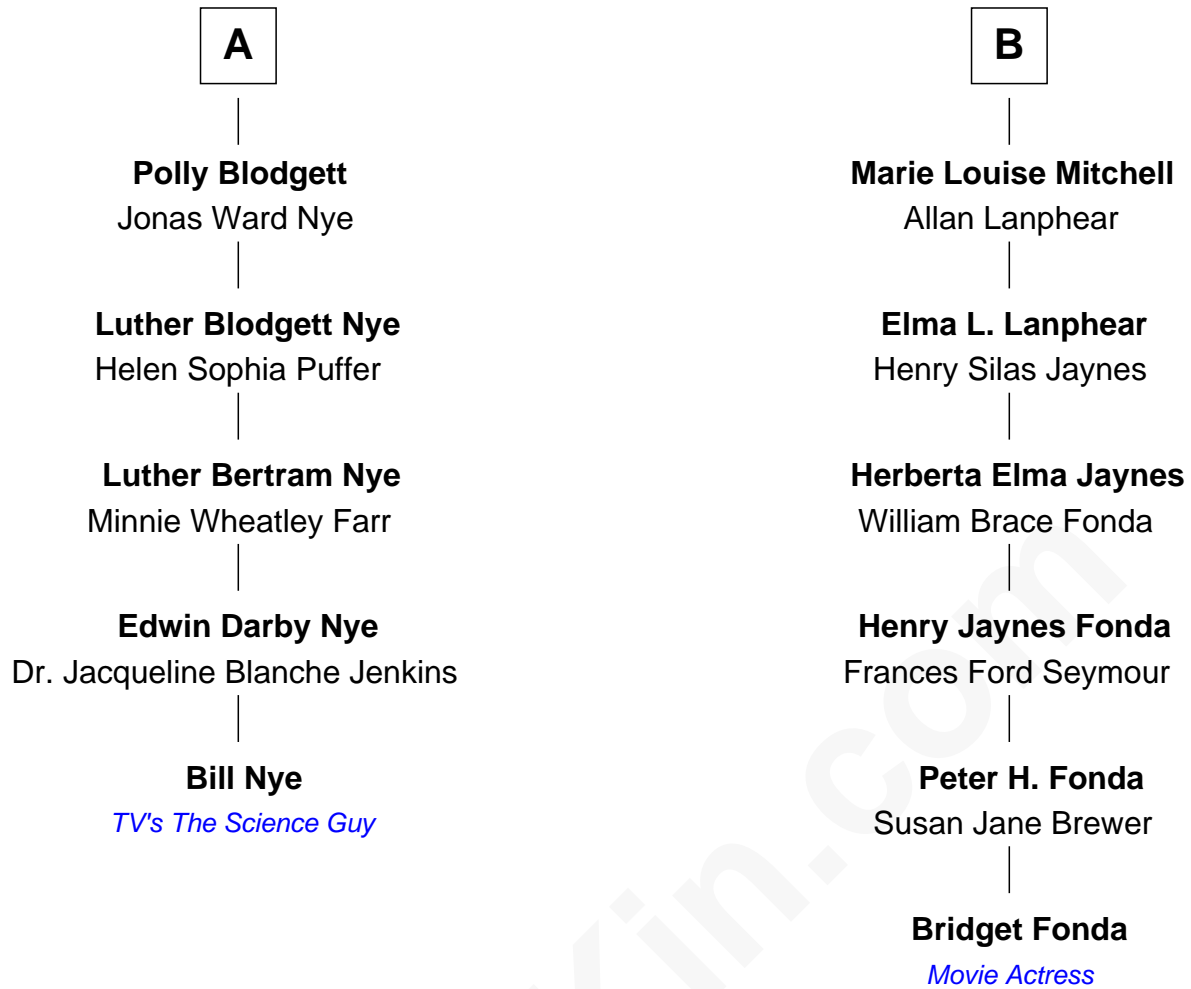 A
Polly Blodgett
Jonas Ward Nye
Luther Blodgett Nye
Helen Sophia Puffer
Luther Bertram Nye
Minnie Wheatley Farr
Edwin Darby Nye
Dr. Jacqueline Blanche Jenkins
Bill Nye
TV's The Science Guy
B
Marie Louise Mitchell
Allan Lanphear
Elma L. Lanphear
Henry Silas Jaynes
Herberta Elma Jaynes
William Brace Fonda
Henry Jaynes Fonda
Frances Ford Seymour
Peter H. Fonda
Susan Jane Brewer
Bridget Fonda
Movie Actress